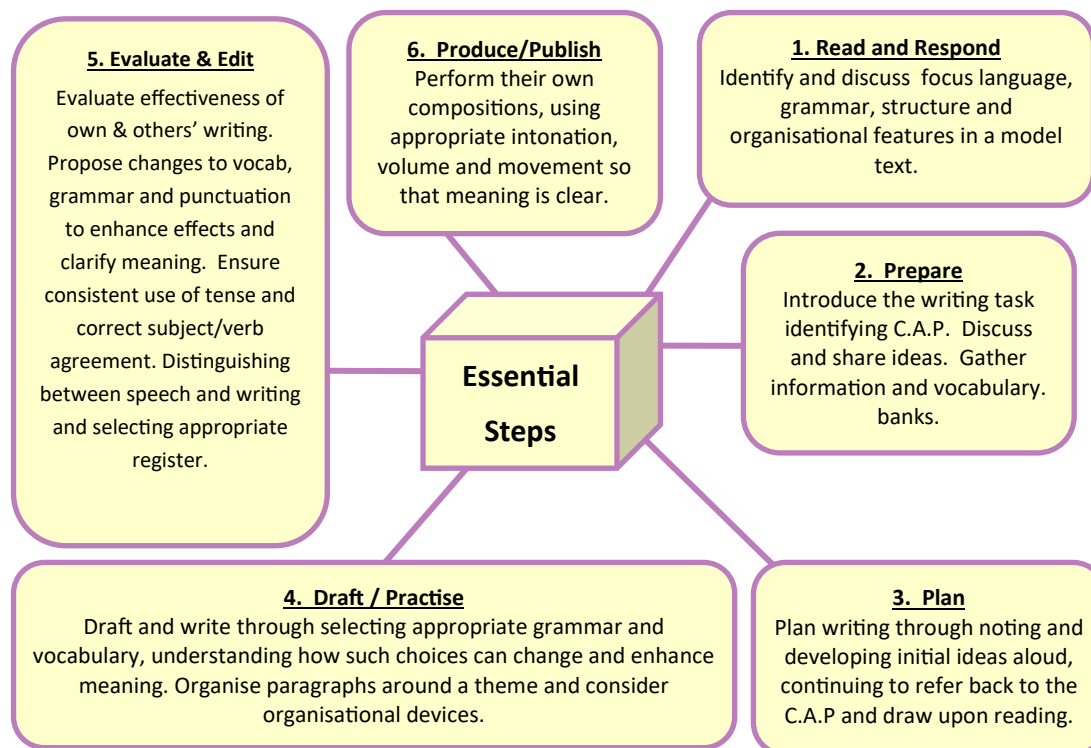 1. Read and Respond
Identify and discuss  focus language,
grammar, structure and
organisational features in a model
text.
2.  Prepare
Introduce the writing task
identifying C.A.P.  Discuss
and share ideas.  Gather
information and vocabulary.
banks.
3.  Plan
Plan writing through noting and
developing initial ideas aloud,
continuing to refer back to the
C.A.P and draw upon reading.
4.  Draft / Practise
Draft and write through selecting appropriate grammar and
vocabulary, understanding how such choices can change and enhance
meaning. Organise paragraphs around a theme and consider
organisational devices.
5. Evaluate & Edit
Evaluate effectiveness of
own & others’ writing.
Propose changes to vocab,
grammar and punctuation
to enhance effects and
clarify meaning.  Ensure
consistent use of tense and
correct subject/verb
agreement. Distinguishing
between speech and writing
and selecting appropriate
register.
6.  Produce/Publish
Perform their own
compositions, using
appropriate intonation,
volume and movement so
that meaning is clear.
Essential
Steps